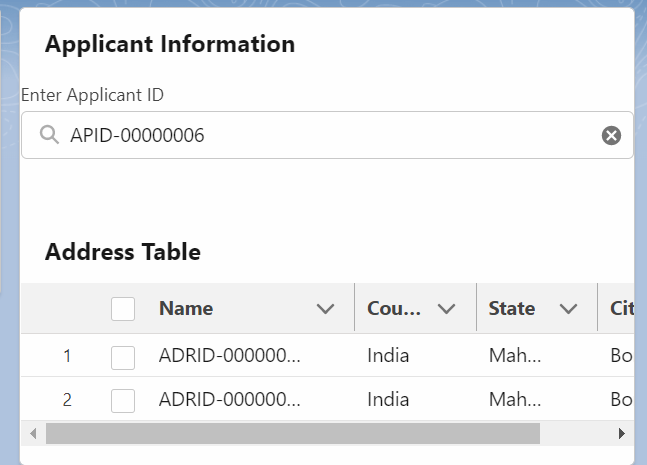 Applicant Information
Enter Applicant ID
APID-00000006
Address Table
Name Cou... State Cit
1 ADRID-000000... India Mah... Bo
2 ADRID-000000... India Mah... Bo